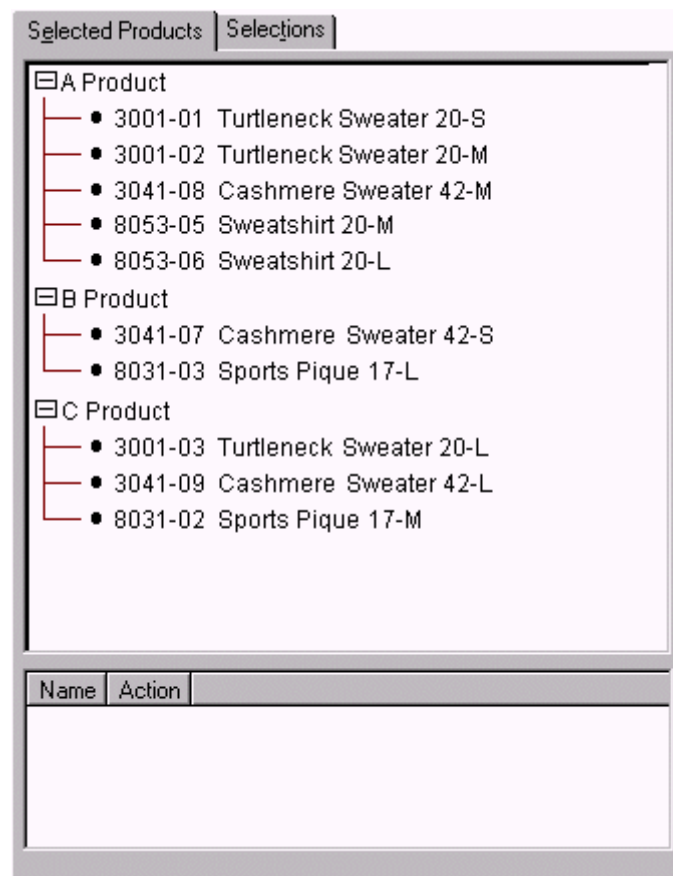 Selected Products Selections
A Product
3001-01 Turtleneck Sweater 20-S
3001-02 Turtleneck Sweater 20-M
3041-08 Cashmere Sweater 42-M
8053-05 Sweatshirt 20-M
8053-06 Sweatshirt 20-L
B Product
3041-07 Cashmere Sweater 42-S
8031-03 Sports Pique 17-L
C Product
3001-03 Turtleneck Sweater 20-L
3041-09 Cashmere Sweater 42-L
8031-02 Sports Pique 17-M
Name Action